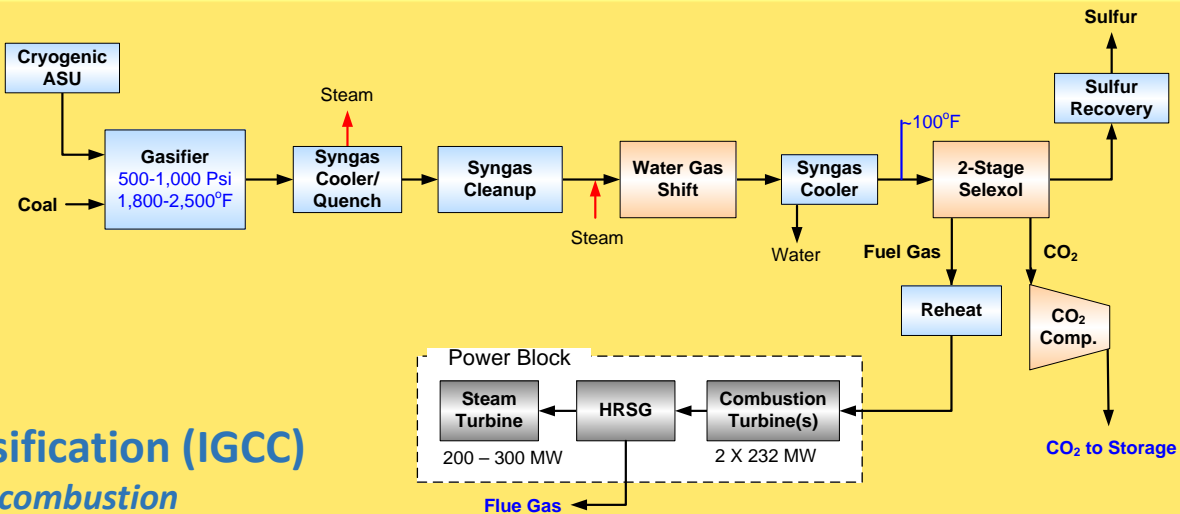 Sulfur
Cryogenic
ASU
Sulfur
Recovery
Steam
~100°F
Gasifier
500-1,000 Psi
1,800-2,500°F
Coal
Syngas
Cooler/
Quench
Syngas
Cleanup
Steam
Water Gas
Shift
Syngas
Cooler
Water
2-Stage
Selexol
Fuel Gas
CO₂
Reheat
CO₂
Comp.
CO₂ to Storage
Power Block
Steam
Turbine
200 – 300 MW
HRSG
Combustion
Turbine(s)
2 X 232 MW
Flue Gas
sification (IGCC)
combustion